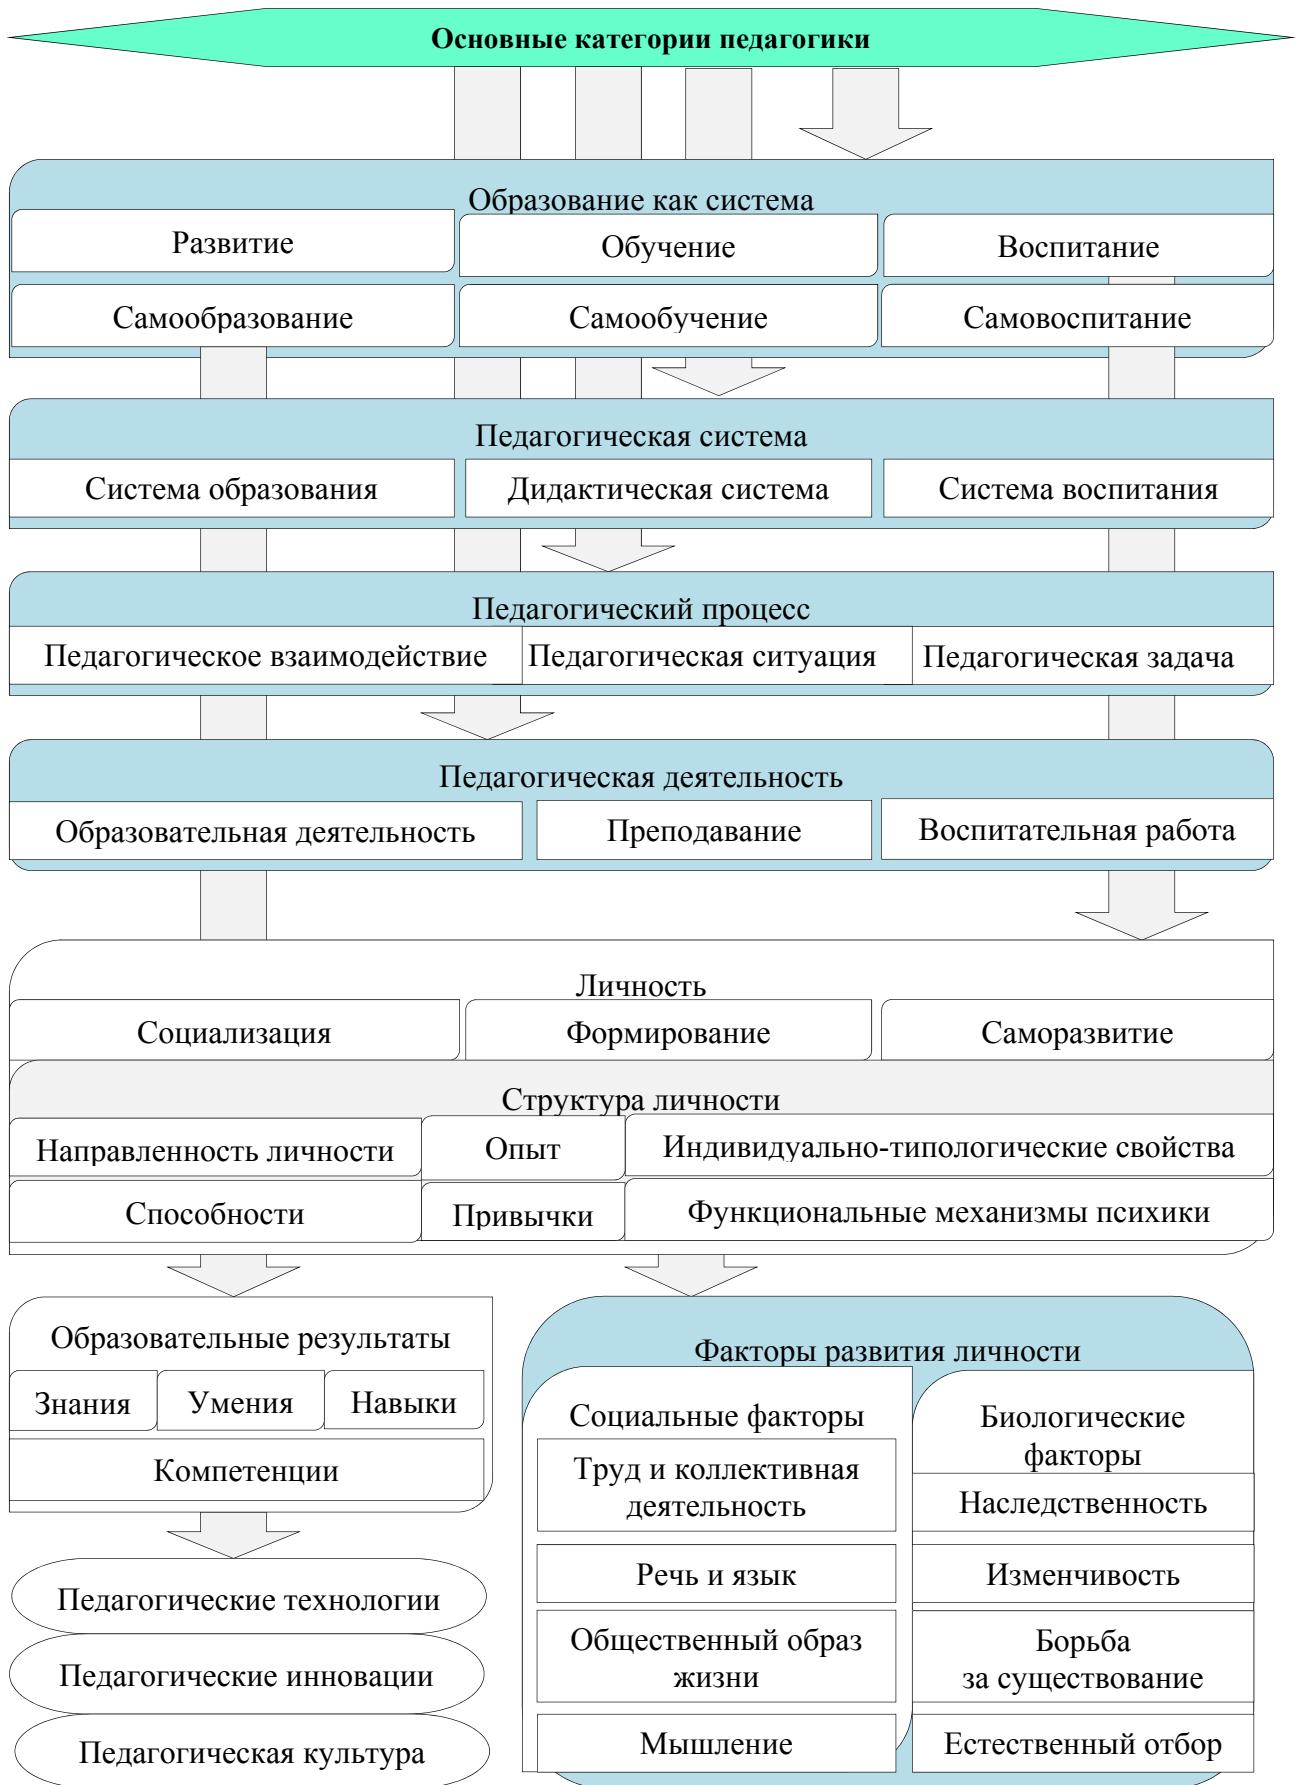 Основные категории педагогики
Образование как система
Развитие
Обучение
Воспитание
Самообразование
Самообучение
Самовоспитание
Педагогическая система
Система образования
Дидактическая система
Система воспитания
Педагогический процесс
Педагогическое взаимодействие
Педагогическая ситуация
Педагогическая задача
Педагогическая деятельность
Образовательная деятельность
Преподавание
Воспитательная работа
Личность
Социализация
Формирование
Саморазвитие
Структура личности
Направленность личности
Опыт
Индивидуально-типологические свойства
Способности
Привычки
Функциональные механизмы психики
Образовательные результаты
Знания
Умения
Навыки
Компетенции
Педагогические технологии
Педагогические инновации
Педагогическая культура
Факторы развития личности
Социальные факторы
Труд и коллективная
деятельность
Речь и язык
Общественный образ
жизни
Мышление
Биологические
факторы
Наследственность
Изменчивость
Борьба
за существование
Естественный отбор